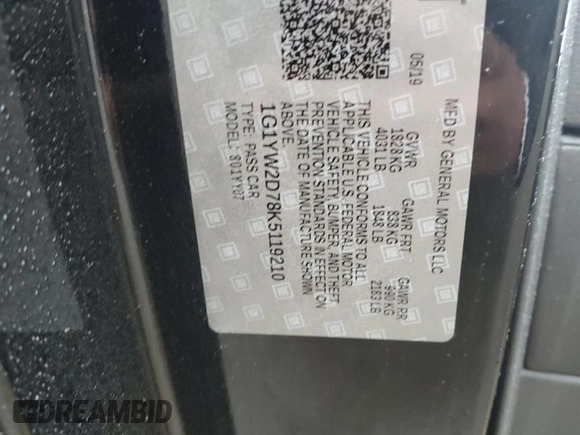 MFD BY GENERAL MOTORS LLC
05/19 GVWR GAWR FRT GAWR RR
1828 KG 838 KG 990 KG
4031 LB 1848 LB 2183 LB
THIS VEHICLE CONFORMS TO ALL
APPLICABLE U.S. FEDERAL MOTOR
VEHICLE SAFETY, BUMPER, AND THEFT
PREVENTION STANDARDS IN EFFECT ON
THE DATE OF MANUFACTURE SHOWN
ABOVE.
1G1YW2D78K5119210
TYPE: PASS CAR
MODEL: 801YY07
DREAMBID